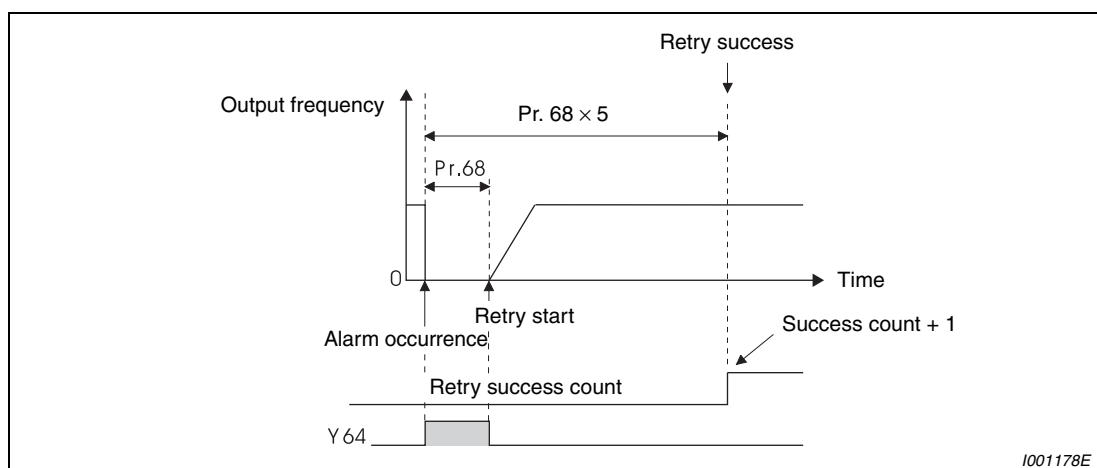 Retry success
Output frequency
Pr. 68 × 5
Pr.68
0
Time
Retry start
Alarm occurrence
Success count + 1
Retry success count
Y64
I001178E